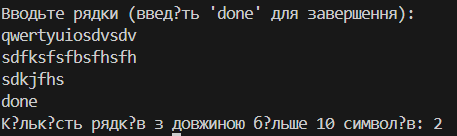 Вводьте рядки (введ?ть 'done' для завершення):
qwertyuiosdvsdv
sdfksfsfbsfhsfh
sdkjfhs
done
К?льк?сть рядк?в з довжиною б?льше 10 символ?в: 2